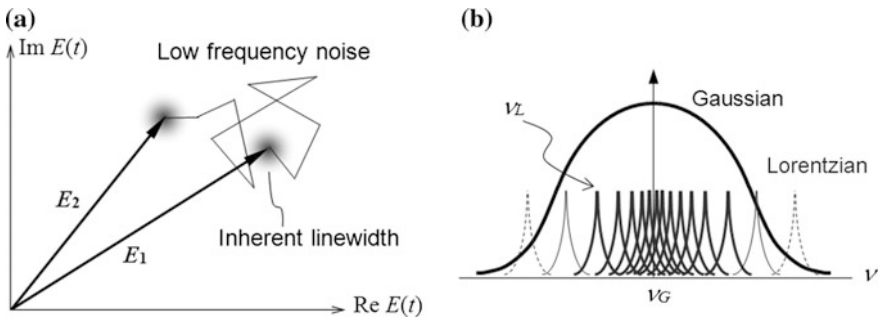 (a)
Im E(t)
Low frequency noise
E2
E1
Inherent linewidth
Re E(t)
(b)
νL
Gaussian
Lorentzian
νG
ν